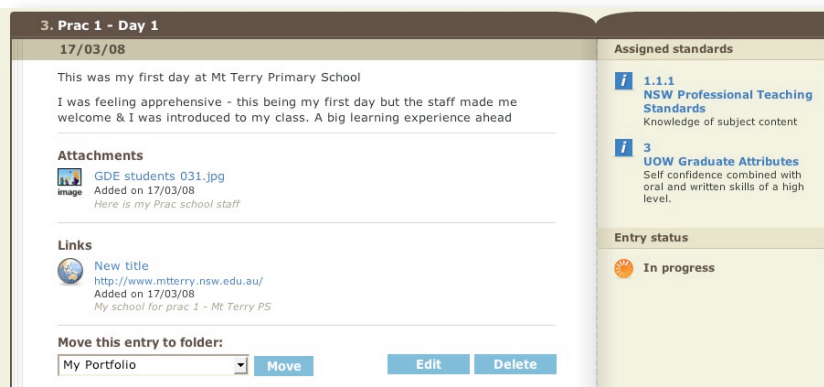 3. Prac 1 - Day 1
17/03/08
This was my first day at Mt Terry Primary School
I was feeling apprehensive - this being my first day but the staff made me
welcome & I was introduced to my class. A big learning experience ahead
Attachments
GDE students 031.jpg
image
Added on 17/03/08
Here is my Prac school staff
Links
New title
http://www.mtterry.nsw.edu.au/
Added on 17/03/08
My school for prac 1 - Mt Terry PS
Move this entry to folder:
My Portfolio
Move
Edit
Delete
Assigned standards
i
1.1.1
NSW Professional Teaching
Standards
Knowledge of subject content
i
3
UOW Graduate Attributes
Self confidence combined with
oral and written skills of a high
level.
Entry status
In progress